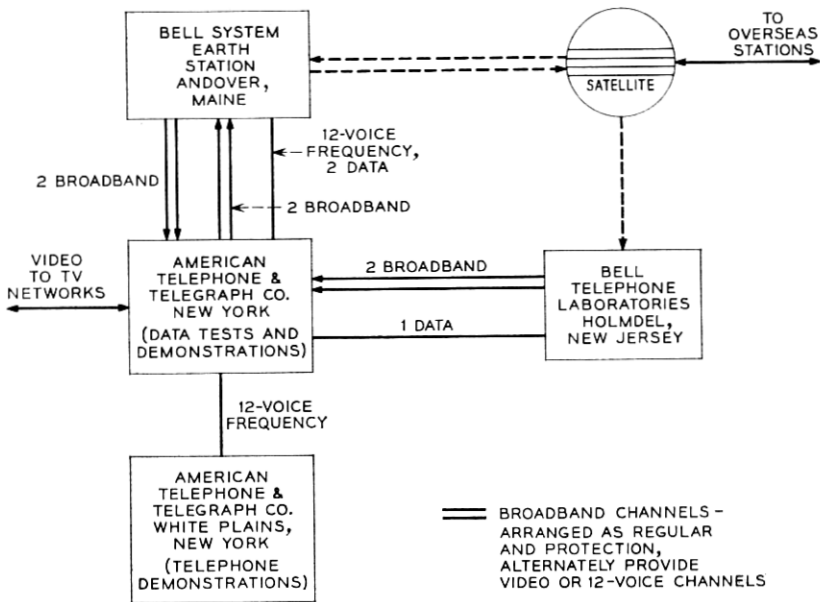 BELL SYSTEM
EARTH
STATION
ANDOVER,
MAINE
SATELLITE
TO
OVERSEAS
STATIONS
12-VOICE
FREQUENCY,
2 DATA
2 BROADBAND
2 BROADBAND
VIDEO
TO TV
NETWORKS
AMERICAN
TELEPHONE &
TELEGRAPH CO.
NEW YORK
(DATA TESTS AND
DEMONSTRATIONS)
2 BROADBAND
1 DATA
BELL
TELEPHONE
LABORATORIES
HOLMDEL,
NEW JERSEY
12-VOICE
FREQUENCY
AMERICAN
TELEPHONE &
TELEGRAPH CO.
WHITE PLAINS,
NEW YORK
(TELEPHONE
DEMONSTRATIONS)
BROADBAND CHANNELS –
ARRANGED AS REGULAR
AND PROTECTION,
ALTERNATELY PROVIDE
VIDEO OR 12-VOICE CHANNELS